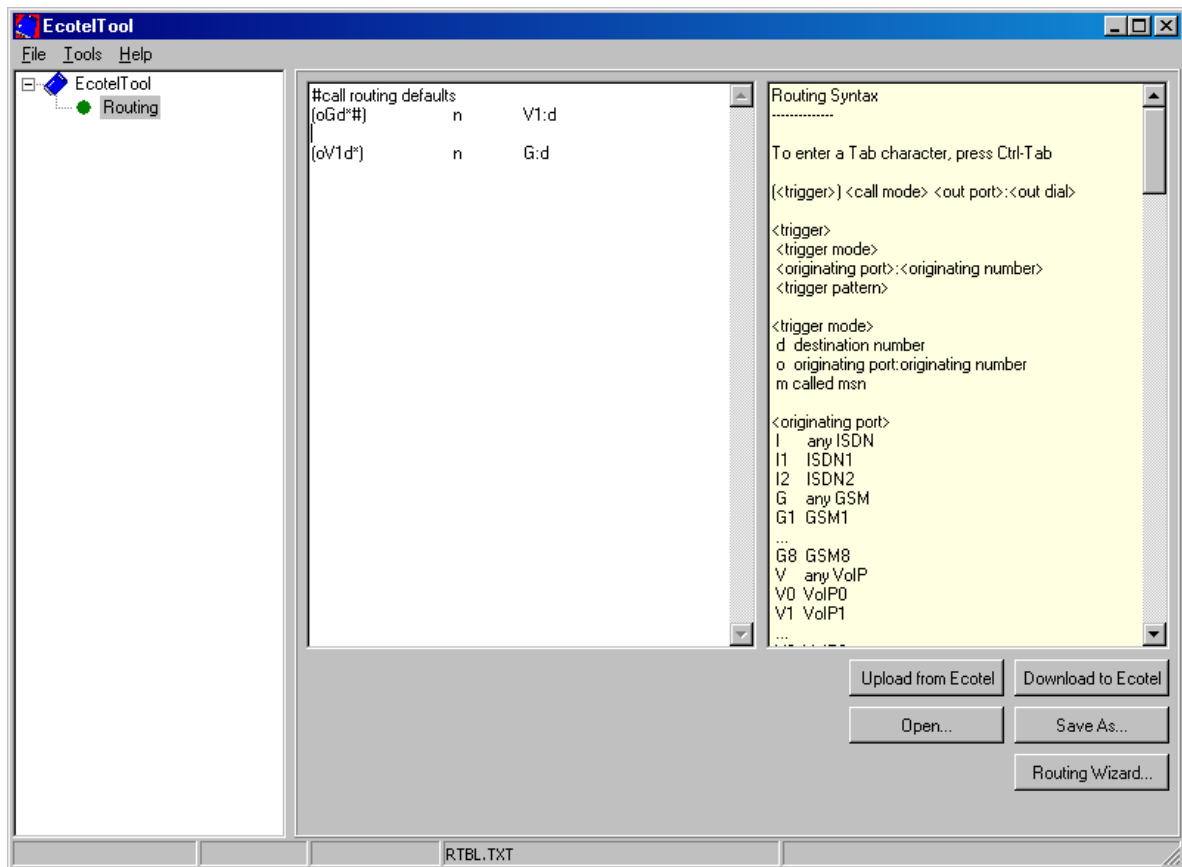 EcotelTool
File Tools Help
EcotelTool
Routing
#call routing defaults
(oGd*#) n V1:d
(oV1d*) n G:d
Routing Syntax
--------------
To enter a Tab character, press Ctrl-Tab
(<trigger>) <call mode> <out port>:<out dial>
<trigger>
<trigger mode>
<originating port>:<originating number>
<trigger pattern>
<trigger mode>
d destination number
o originating port:originating number
m called msn
<originating port>
I any ISDN
I1 ISDN1
I2 ISDN2
G any GSM
G1 GSM1
...
G8 GSM8
V any VoIP
V0 VoIP0
V1 VoIP1
...
Upload from Ecotel Download to Ecotel
Open... Save As...
Routing Wizard...
RTBL.TXT